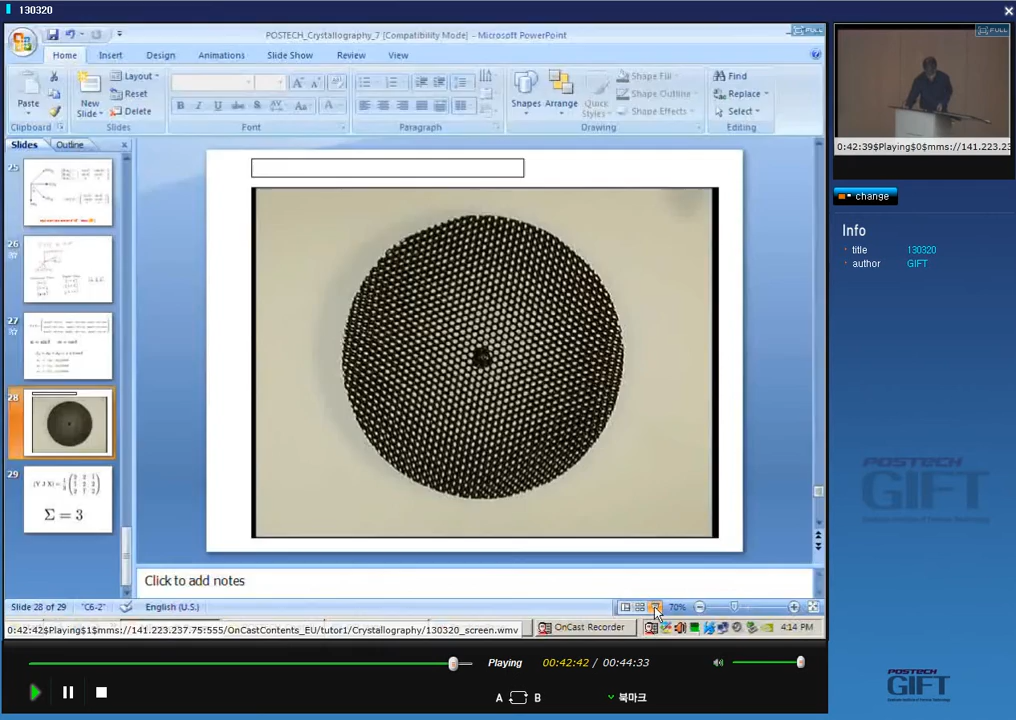 130320
POSTECH_Crystallography_7 [Compatibility Mode] - Microsoft PowerPoint
FULL
FULL
Home Insert Design Animations Slide Show Review View
Paste
Clipboard
New Slide
Layout
Reset
Delete
Slides
Font
Paragraph
Shapes
Arrange
Quick Styles
Shape Fill
Shape Outline
Shape Effects
Drawing
Find
Replace
Select
Editing
Slides Outline
25
26
27
28
29
Σ = 3
Click to add notes
Slide 28 of 29 "C6-2" English (U.S.) 70%
0:42:42$Playing$1$mms://141.223.237.75:555/OnCastContents_EU/tutor1/Crystallography/130320_screen.wmv
OnCast Recorder
4:14 PM
0:42:39$Playing$0$mms://141.223.23
change
Info
title 130320
author GIFT
POSTECH
GIFT
Playing 00:42:42 / 00:44:33
A B 북마크
POSTECH
GIFT